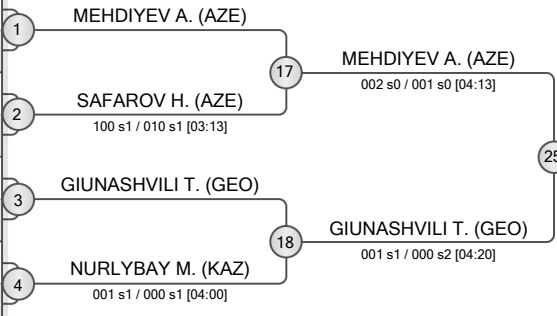 1
MEHDIYEV A. (AZE)
17
MEHDIYEV A. (AZE)
002 s0 / 001 s0 [04:13]
2
SAFAROV H. (AZE)
100 s1 / 010 s1 [03:13]
25
3
GIUNASHVILI T. (GEO)
18
GIUNASHVILI T. (GEO)
001 s1 / 000 s2 [04:20]
4
NURLYBAY M. (KAZ)
001 s1 / 000 s1 [04:00]